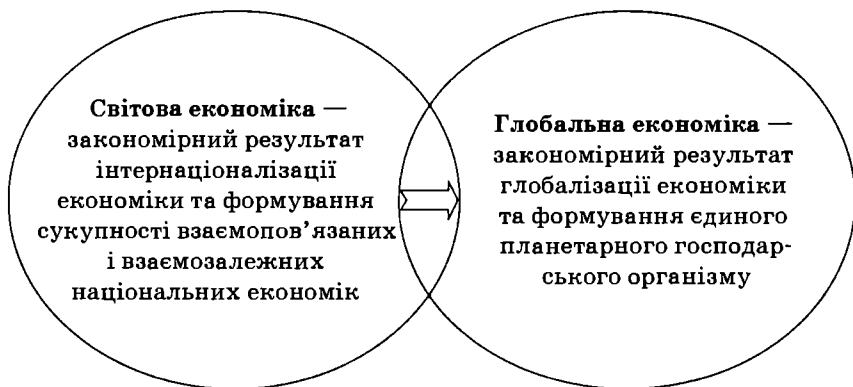 Світова економіка —
закономірний результат
інтернаціоналізації
економіки та формування
сукупності взаємопов’язаних
і взаємозалежних
національних економік
Глобальна економіка —
закономірний результат
глобалізації економіки
та формування єдиного
планетарного господар-
ського організму